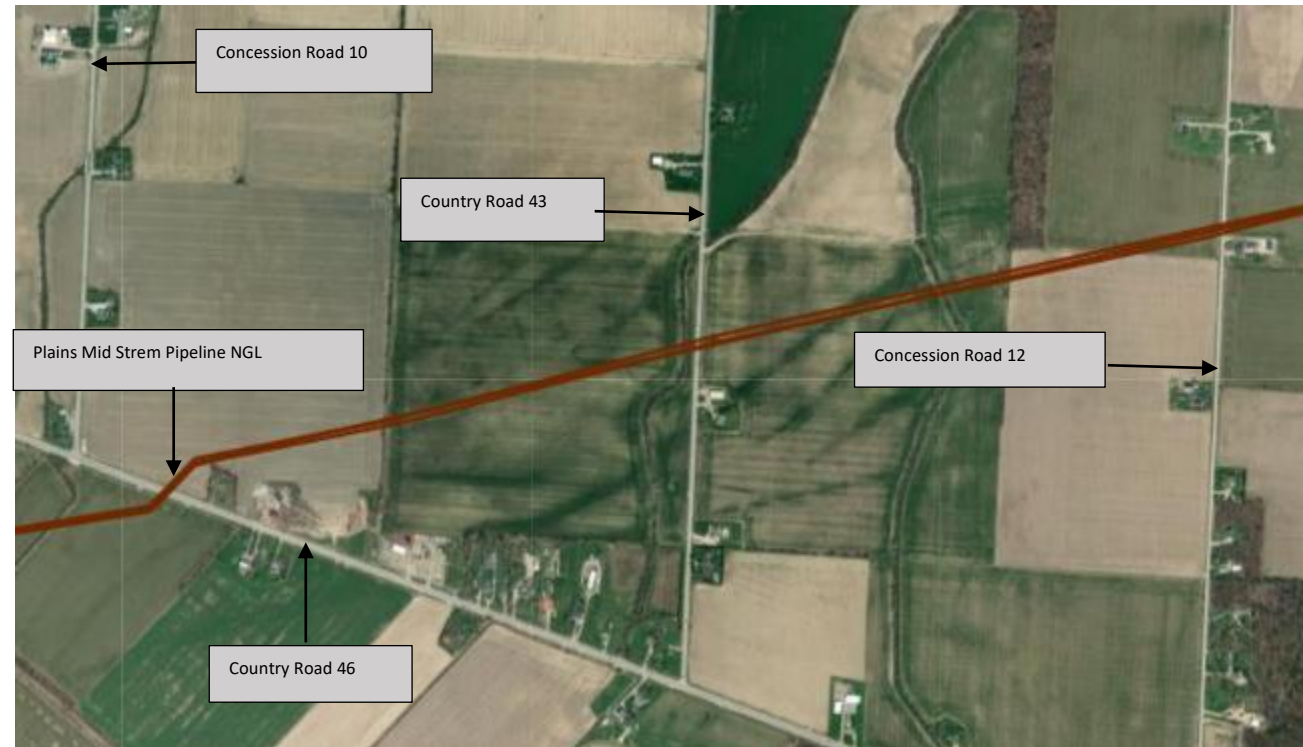 Concession Road 10
Country Road 43
Plains Mid Strem Pipeline NGL
Concession Road 12
Country Road 46